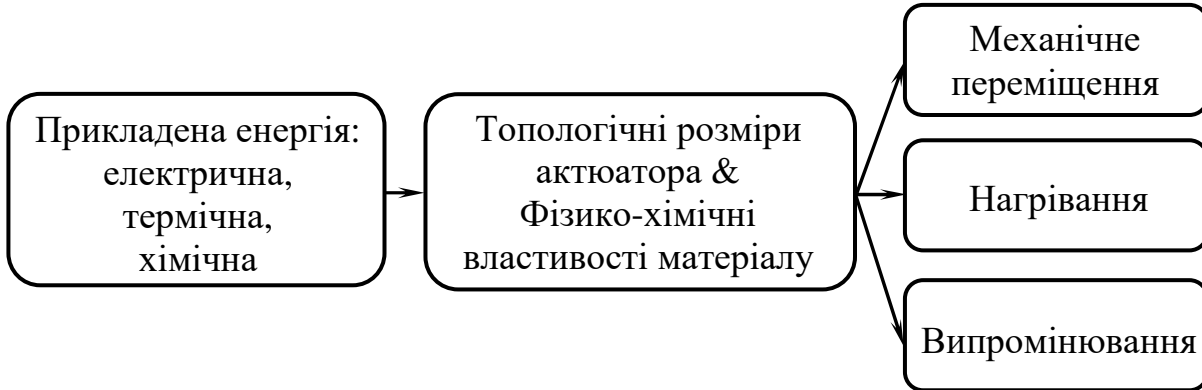 Прикладена енергія:
електрична,
термічна,
хімічна
Топологічні розміри
актюатора &
Фізико-хімічні
властивості матеріалу
Механічне
переміщення
Нагрівання
Випромінювання